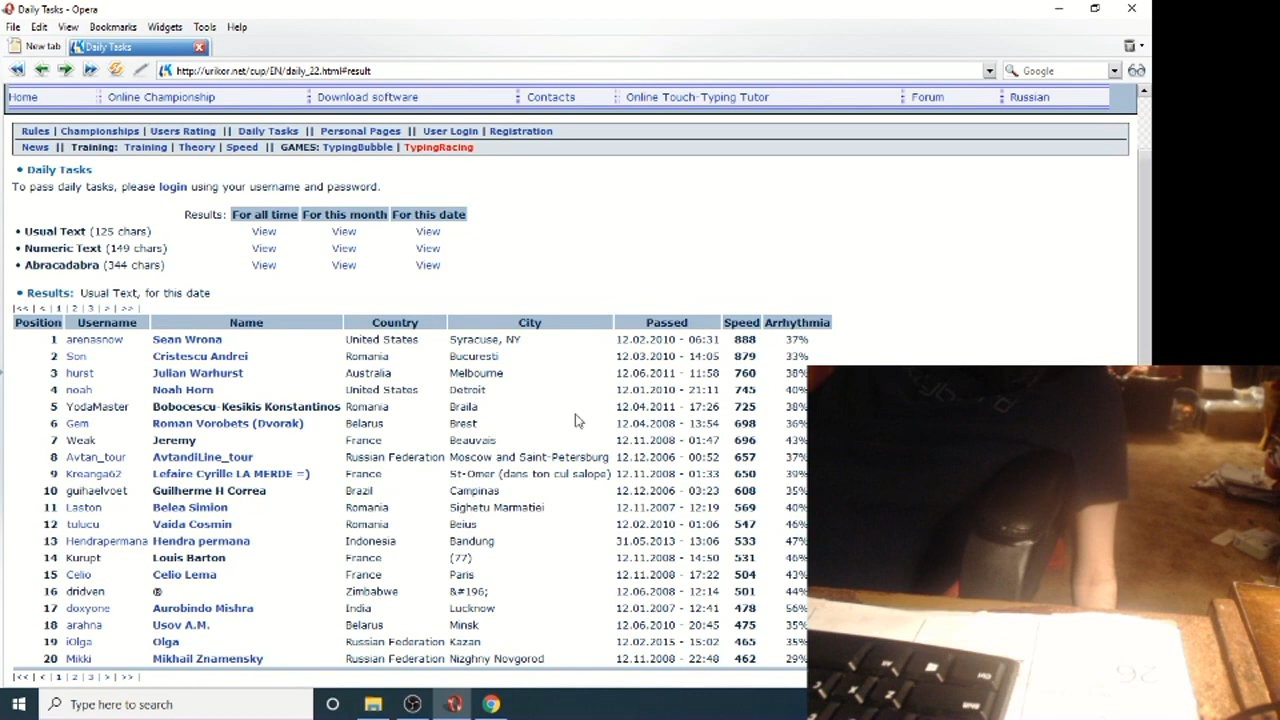 Daily Tasks - Opera
File Edit View Bookmarks Widgets Tools Help
New tab Daily Tasks
http://urikor.net/cup/EN/daily_22.html#result Google
Home Online Championship Download software Contacts Online Touch-Typing Tutor Forum Russian
Rules | Championships | Users Rating || Daily Tasks | Personal Pages || User Login | Registration
News || Training: Training | Theory | Speed || GAMES: TypingBubble | TypingRacing
• Daily Tasks
To pass daily tasks, please login using your username and password.
Results: For all time For this month For this date
• Usual Text (125 chars) View View View
• Numeric Text (149 chars) View View View
• Abracadabra (344 chars) View View View
• Results: Usual Text, for this date
|<< | < | 1 | 2 | 3 | > | >> |
Position Username Name Country City Passed Speed Arrhythmia
1 arenasnow Sean Wrona United States Syracuse, NY 12.02.2010 - 06:31 888 37%
2 Son Cristescu Andrei Romania Bucuresti 12.03.2010 - 14:05 879 33%
3 hurst Julian Warhurst Australia Melbourne 12.06.2011 - 11:58 760 38%
4 noah Noah Horn United States Detroit 12.01.2010 - 21:11 745 40%
5 YodaMaster Bobocescu-Kesikis Konstantinos Romania Braila 12.04.2011 - 17:26 725 38%
6 Gem Roman Vorobets (Dvorak) Belarus Brest 12.04.2008 - 13:54 698 36%
7 Weak Jeremy France Beauvais 12.11.2008 - 01:47 696 43%
8 Avtan_tour AvtandiLine_tour Russian Federation Moscow and Saint-Petersburg 12.12.2006 - 00:52 657 37%
9 Kreanga62 Lefaire Cyrille LA MERDE =) France St-Omer (dans ton cul salope) 12.11.2008 - 01:33 650 39%
10 guihaelvoet Guilherme H Correa Brazil Campinas 12.12.2006 - 03:23 608 35%
11 Laston Belea Simion Romania Sighetu Marmatiei 12.11.2007 - 12:19 569 40%
12 tulucu Vaida Cosmin Romania Beius 12.02.2010 - 01:06 547 46%
13 Hendrapermana Hendra permana Indonesia Bandung 31.05.2013 - 13:06 533 47%
14 Kurupt Louis Barton France (77) 12.11.2008 - 14:50 531 46%
15 Celio Celio Lema France Paris 12.11.2008 - 17:22 504 43%
16 dridven ® Zimbabwe &#196; 12.06.2008 - 12:14 501 44%
17 doxyone Aurobindo Mishra India Lucknow 12.01.2007 - 12:41 478 56%
18 arahna Usov A.M. Belarus Minsk 12.06.2010 - 20:45 475 35%
19 iOlga Olga Russian Federation Kazan 12.02.2015 - 15:02 465 35%
20 Mikki Mikhail Znamensky Russian Federation Nizghny Novgorod 12.11.2008 - 22:48 462 29%
|<< | < | 1 | 2 | 3 | > | >> |
Type here to search